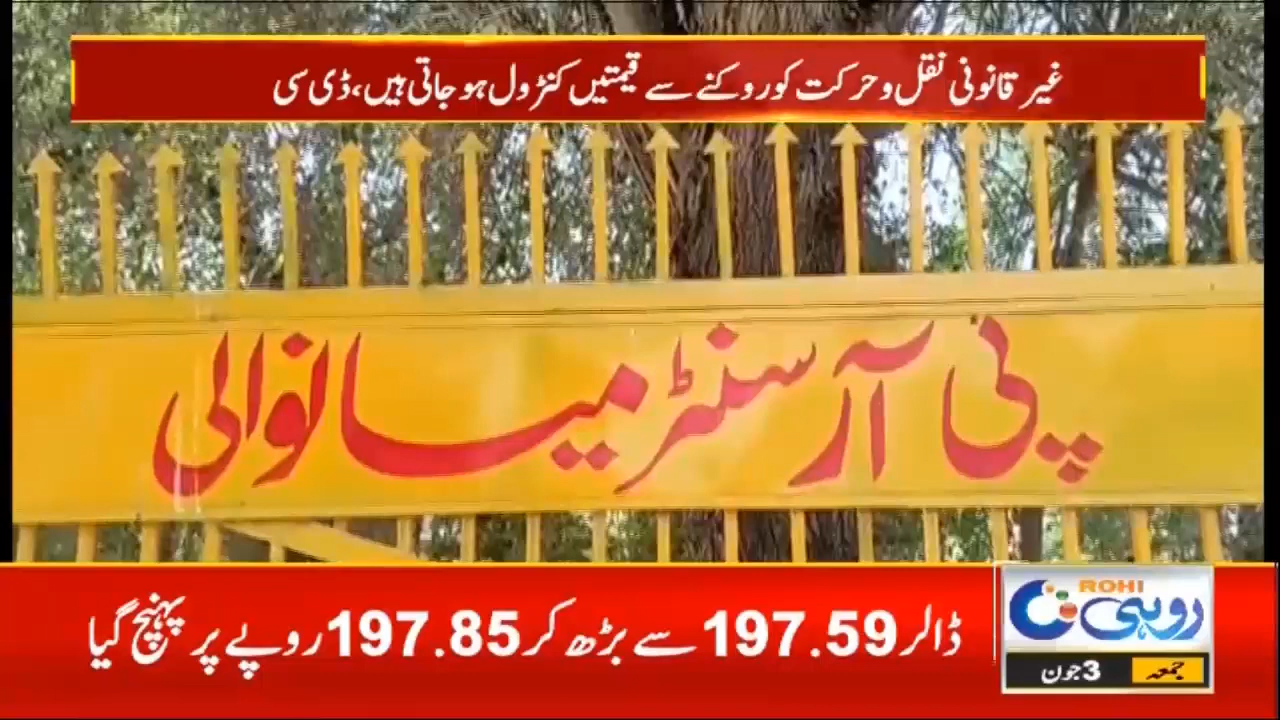 غیر قانونی نقل و حرکت کو روکنے سے قیمتیں کنٹرول ہو جاتی ہیں، ڈی سی
پی آر سنٹر میانوالی
ڈالر 197.59 سے بڑھ کر 197.85 روپے پر پہنچ گیا
ROHI
روہی
جمعہ 3 جون